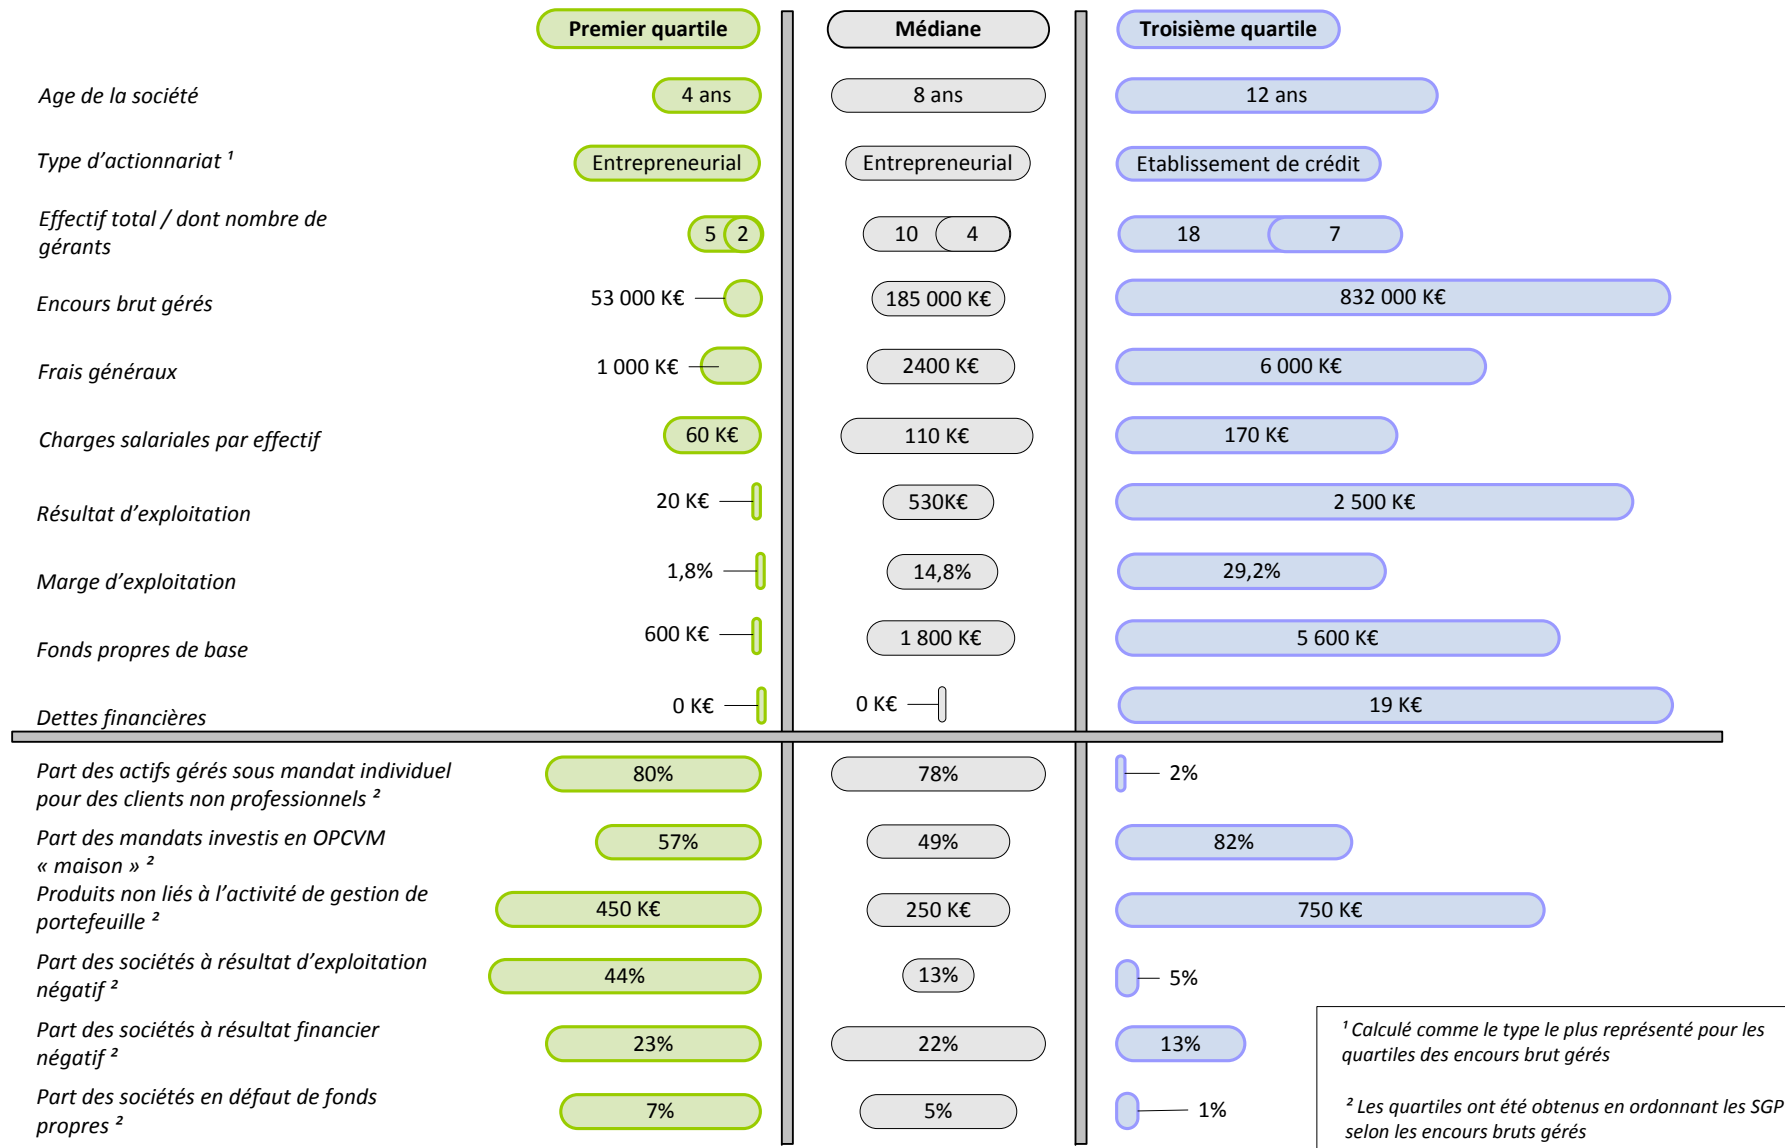 Premier quartile Médiane Troisième quartile
Age de la société 4 ans 8 ans 12 ans
Type d'actionnariat ¹ Entrepreneurial Entrepreneurial Etablissement de crédit
Effectif total / dont nombre de
gérants 5 2 10 4 18 7
Encours brut gérés 53 000 K€ 185 000 K€ 832 000 K€
Frais généraux 1 000 K€ 2400 K€ 6 000 K€
Charges salariales par effectif 60 K€ 110 K€ 170 K€
Résultat d'exploitation 20 K€ 530K€ 2 500 K€
Marge d'exploitation 1,8% 14,8% 29,2%
Fonds propres de base 600 K€ 1 800 K€ 5 600 K€
Dettes financières 0 K€ 0 K€ 19 K€
Part des actifs gérés sous mandat individuel
pour des clients non professionnels ² 80% 78% 2%
Part des mandats investis en OPCVM
« maison » ² 57% 49% 82%
Produits non liés à l'activité de gestion de
portefeuille ² 450 K€ 250 K€ 750 K€
Part des sociétés à résultat d'exploitation
négatif ² 44% 13% 5%
Part des sociétés à résultat financier
négatif ² 23% 22% 13%
Part des sociétés en défaut de fonds
propres ² 7% 5% 1%
¹ Calculé comme le type le plus représenté pour les
quartiles des encours brut gérés
² Les quartiles ont été obtenus en ordonnant les SGP
selon les encours bruts gérés